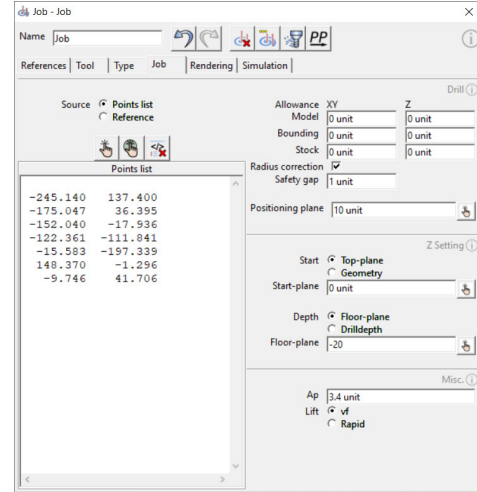 Job - Job
Name Job PP
References Tool Type Job Rendering Simulation
Drill
Source Points list
Reference
Allowance XY Z
Model 0 unit 0 unit
Bounding 0 unit 0 unit
Stock 0 unit 0 unit
Radius correction
Safety gap 1 unit
Positioning plane 10 unit
Points list
-245.140 137.400
-175.047 36.395
-152.040 -17.936
-122.361 -111.841
-15.583 -197.339
148.370 -1.296
-9.746 41.706
Z Setting
Start Top-plane
Geometry
Start-plane 0 unit
Depth Floor-plane
Drilldepth
Floor-plane -20
Misc.
Ap 3.4 unit
Lift vf
Rapid